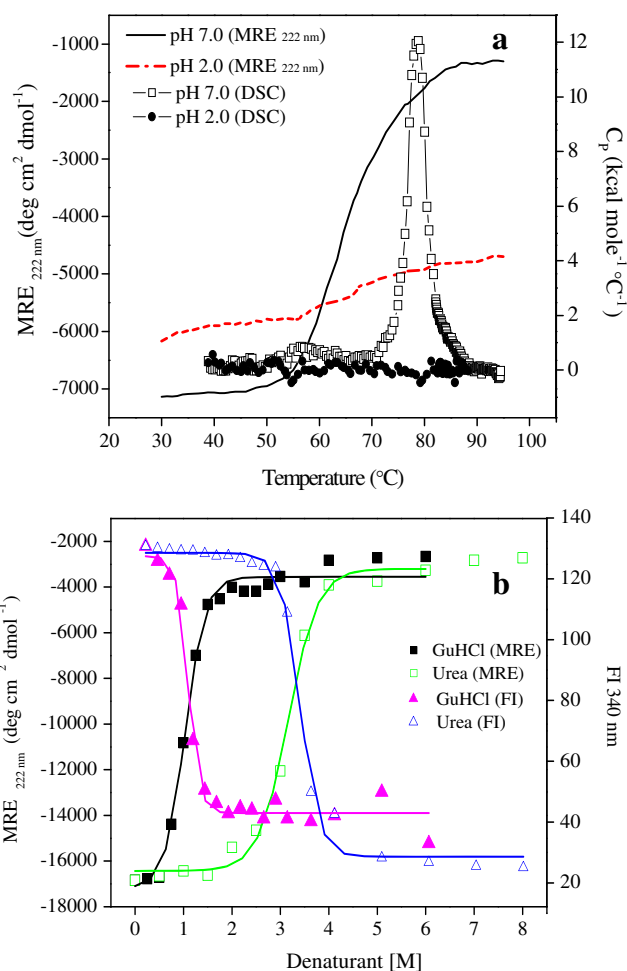 a
pH 7.0 (MRE 222 nm)
pH 2.0 (MRE 222 nm)
pH 7.0 (DSC)
pH 2.0 (DSC)
MRE 222 nm (deg cm² dmol⁻¹)
-1000
-2000
-3000
-4000
-5000
-6000
-7000
12
10
8
6
4
2
0
C_P (kcal mole⁻¹ °C⁻¹)
20 30 40 50 60 70 80 90 100
Temperature (°C)
b
GuHCl (MRE)
Urea (MRE)
GuHCl (FI)
Urea (FI)
MRE 222 nm (deg cm² dmol⁻¹)
-2000
-4000
-6000
-8000
-10000
-12000
-14000
-16000
-18000
140
120
100
80
60
40
20
FI 340 nm
0 1 2 3 4 5 6 7 8
Denaturant [M]